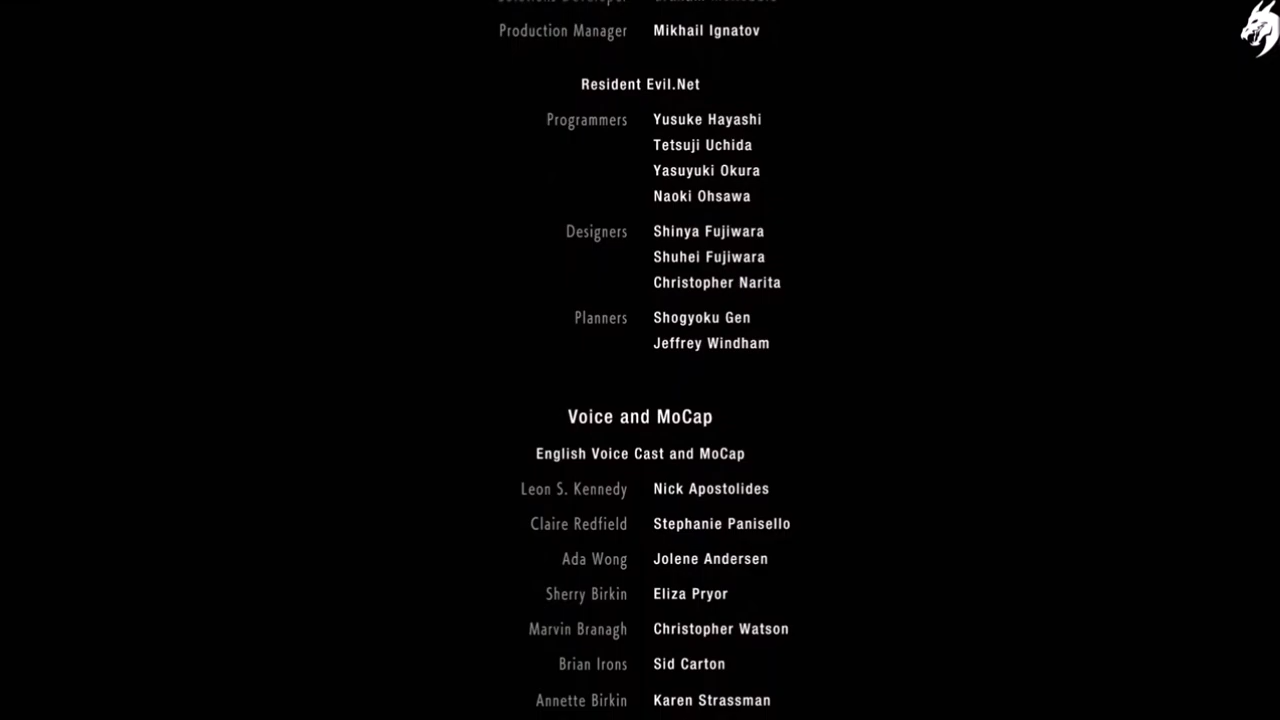 Production Manager Mikhail Ignatov
Resident Evil.Net
Programmers Yusuke Hayashi
Tetsuji Uchida
Yasuyuki Okura
Naoki Ohsawa
Designers Shinya Fujiwara
Shuhei Fujiwara
Christopher Narita
Planners Shogyoku Gen
Jeffrey Windham
Voice and MoCap
English Voice Cast and MoCap
Leon S. Kennedy Nick Apostolides
Claire Redfield Stephanie Panisello
Ada Wong Jolene Andersen
Sherry Birkin Eliza Pryor
Marvin Branagh Christopher Watson
Brian Irons Sid Carton
Annette Birkin Karen Strassman